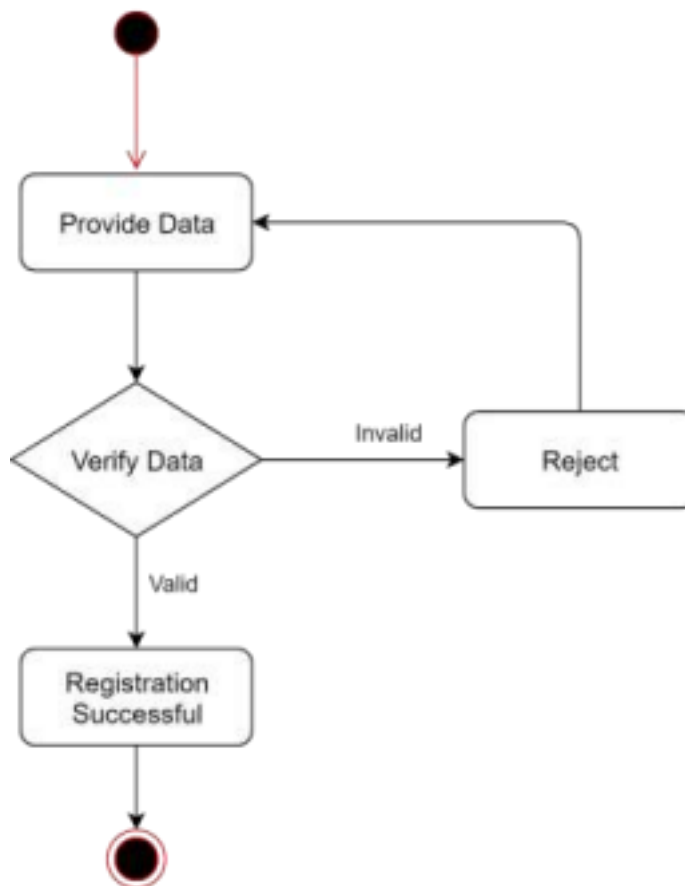 Provide Data
Verify Data
Invalid
Reject
Valid
Registration
Successful